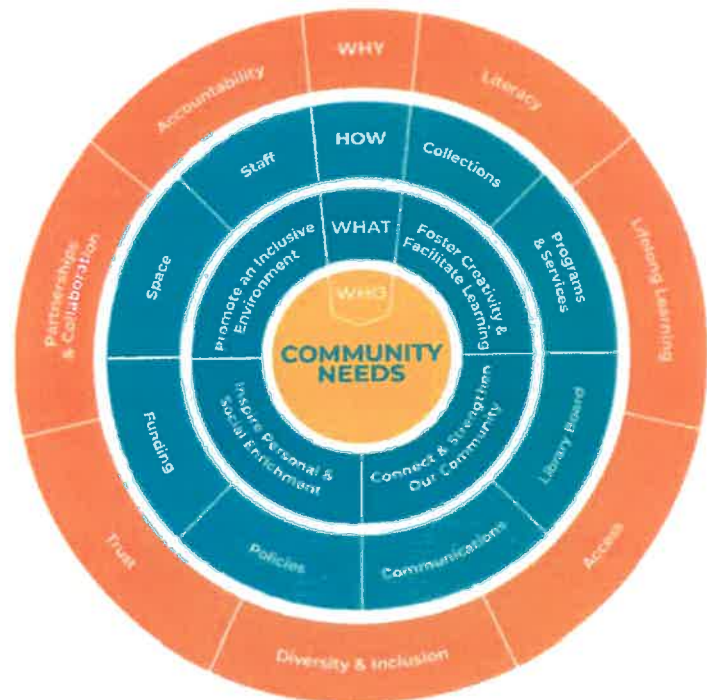 WHY
Literacy
Lifelong Learning
Access
Diversity & Inclusion
Trust
Partnerships
& Collaboration
Accountability
HOW
Collections
Programs
& Services
Library Board
Communications
Policies
Funding
Space
Staff
WHAT
Foster Creativity &
Facilitate Learning
Connect & Strengthen
Our Community
Inspire Personal &
Social Enrichment
Promote an Inclusive
Environment
WHO
COMMUNITY
NEEDS